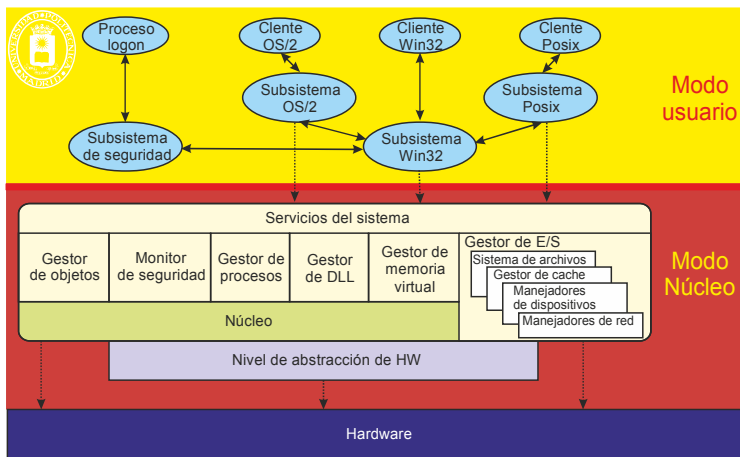 Proceso
logon
Cliente
OS/2
Cliente
Win32
Cliente
Posix
Subsistema
OS/2
Subsistema
Posix
Modo
usuario
Subsistema
de seguridad
Subsistema
Win32
Servicios del sistema
Gestor
de objetos
Monitor
de seguridad
Gestor de
procesos
Gestor
de DLL
Gestor de
memoria
virtual
Gestor de E/S
Sistema de archivos
Gestor de cache
Manejadores
de dispositivos
Manejadores de red
Modo
Núcleo
Núcleo
Nivel de abstracción de HW
Hardware